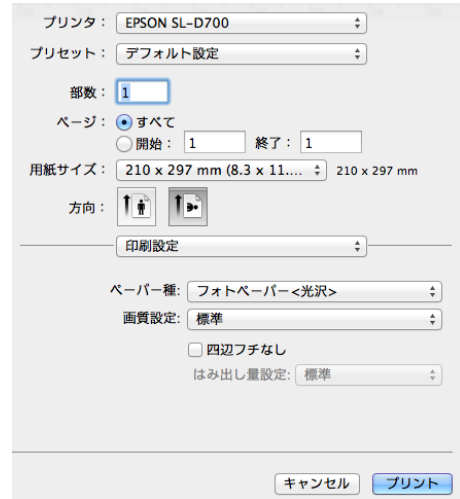 プリンタ： EPSON SL-D700
プリセット： デフォルト設定
部数： 1
ページ： すべて
開始： 1 終了： 1
用紙サイズ： 210 x 297 mm (8.3 x 11.... 210 x 297 mm
方向：
印刷設定
ペーパー種: フォトペーパー<光沢>
画質設定: 標準
四辺フチなし
はみ出し量設定: 標準
キャンセル プリント